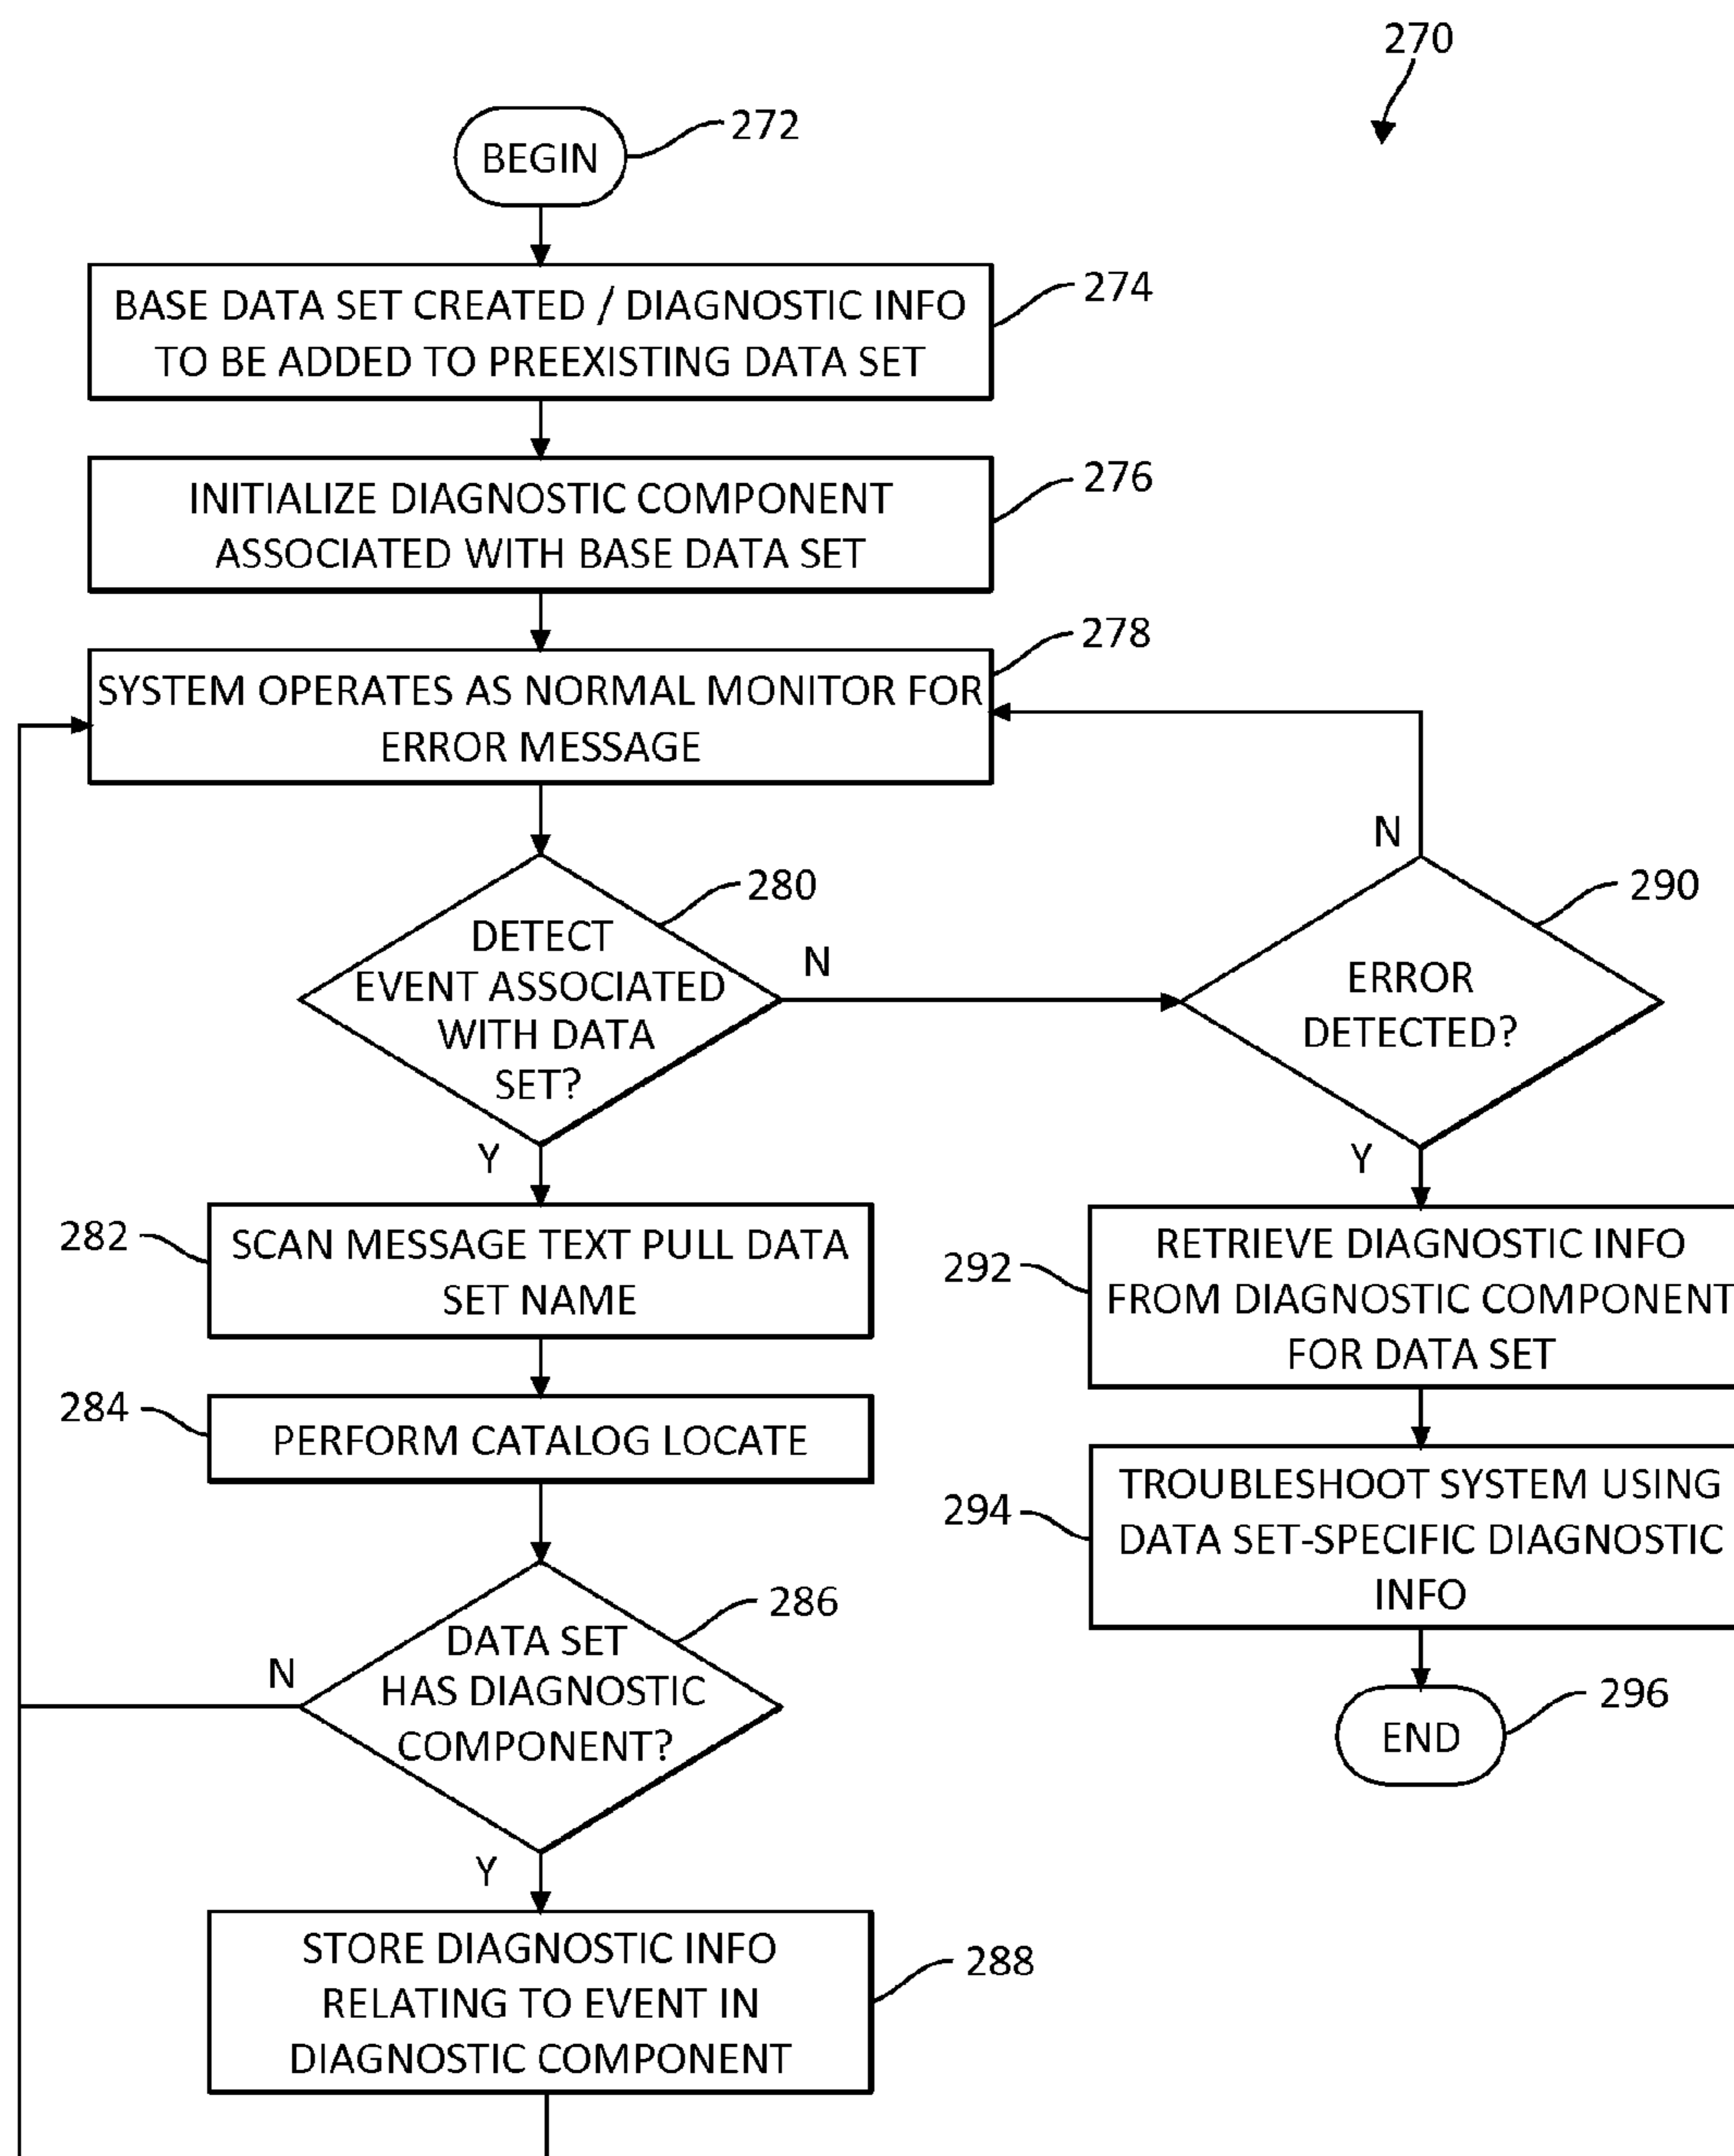 270
BEGIN
272
BASE DATA SET CREATED / DIAGNOSTIC INFO
TO BE ADDED TO PREEXISTING DATA SET
274
INITIALIZE DIAGNOSTIC COMPONENT
ASSOCIATED WITH BASE DATA SET
276
SYSTEM OPERATES AS NORMAL MONITOR FOR
ERROR MESSAGE
278
DETECT
EVENT ASSOCIATED
WITH DATA
SET?
280
N
Y
ERROR
DETECTED?
290
N
Y
282
SCAN MESSAGE TEXT PULL DATA
SET NAME
284
PERFORM CATALOG LOCATE
DATA SET
HAS DIAGNOSTIC
COMPONENT?
286
N
Y
STORE DIAGNOSTIC INFO
RELATING TO EVENT IN
DIAGNOSTIC COMPONENT
288
292
RETRIEVE DIAGNOSTIC INFO
FROM DIAGNOSTIC COMPONENT
FOR DATA SET
294
TROUBLESHOOT SYSTEM USING
DATA SET-SPECIFIC DIAGNOSTIC
INFO
END
296